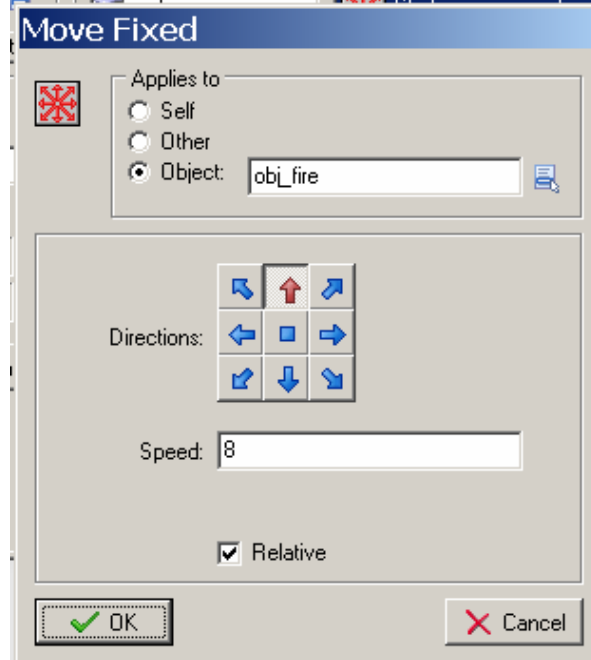 Move Fixed
Applies to
Self
Other
Object:
obj_fire
Directions:
Speed:
8
Relative
OK
Cancel